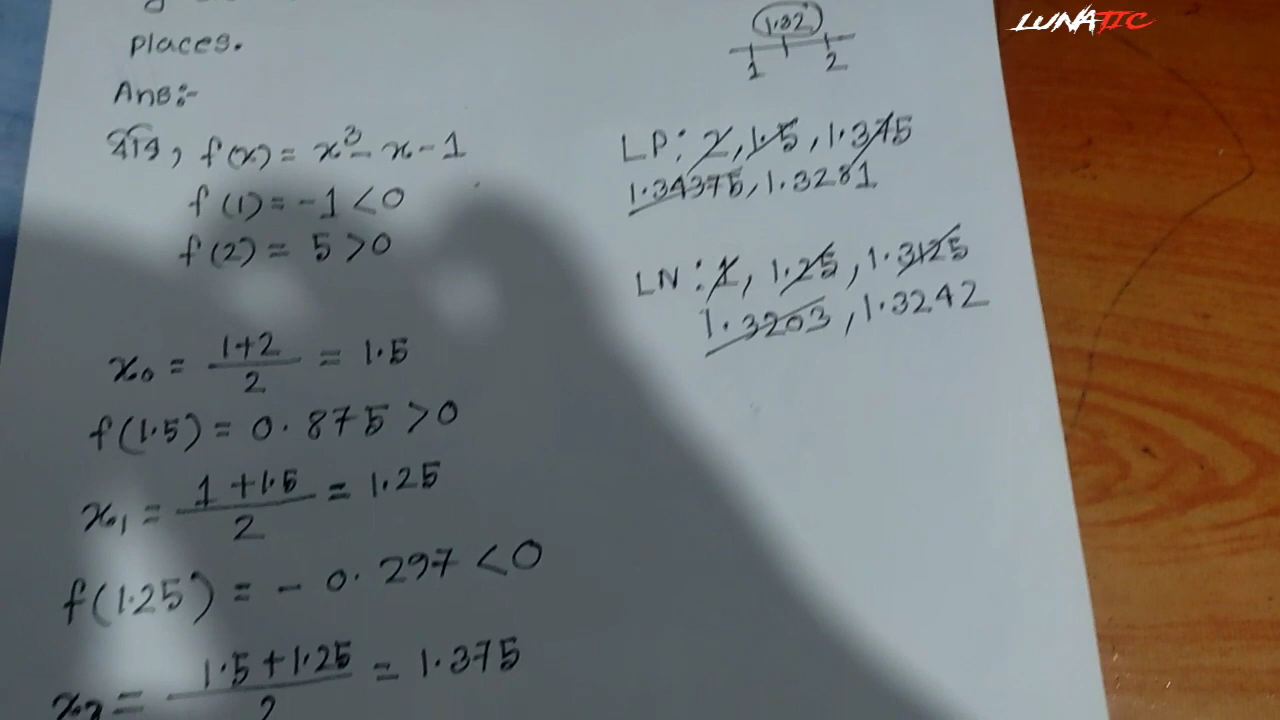 places.
Ans:-
ধরি, f(x) = x³ - x - 1
f(1) = -1 < 0
f(2) = 5 > 0
x₀ = (1+2)/2 = 1.5
f(1.5) = 0.875 > 0
x₁ = (1+1.5)/2 = 1.25
f(1.25) = - 0.297 < 0
x₂ = (1.5+1.25)/2 = 1.375
1.32
1 2
LP: 2, 1.5, 1.375
1.34375, 1.3281
LN: 1, 1.25, 1.3125
1.3203, 1.3242
LUNATIC